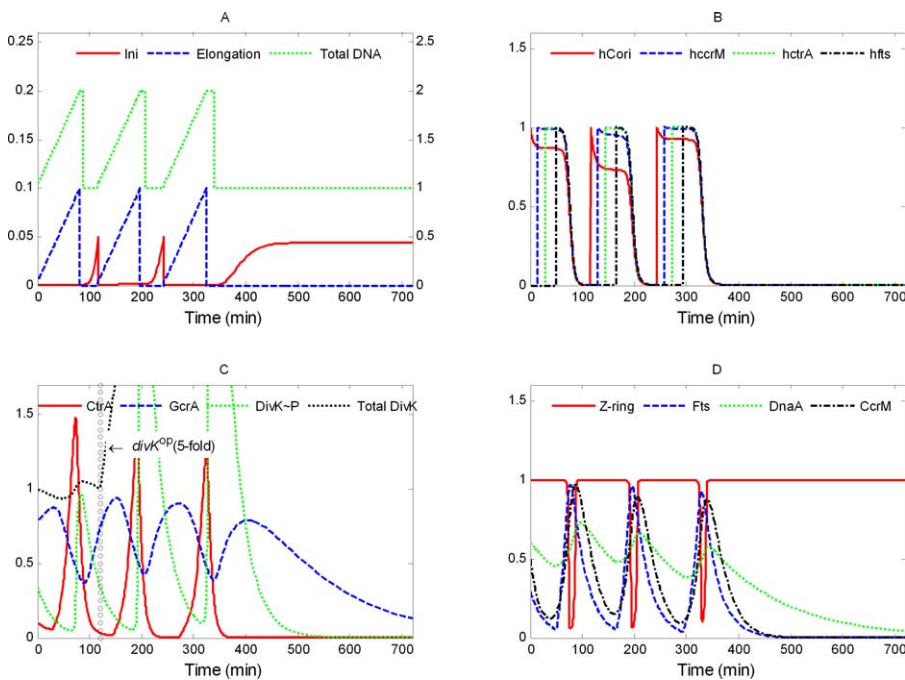 A
0.25
2.5
Ini Elongation Total DNA
0.2
2
0.15
1.5
0.1
1
0.05
0.5
0
0
0 100 200 300 400 500 600 700
Time (min)
B
1.5
hCori hccrM hctrA hfts
1
0.5
0
0 100 200 300 400 500 600 700
Time (min)
C
1.5
CtrA GcrA DivK~P Total DivK
← divKop(5-fold)
1
0.5
0
0 100 200 300 400 500 600 700
Time (min)
D
1.5
Z-ring Fts DnaA CcrM
1
0.5
0
0 100 200 300 400 500 600 700
Time (min)